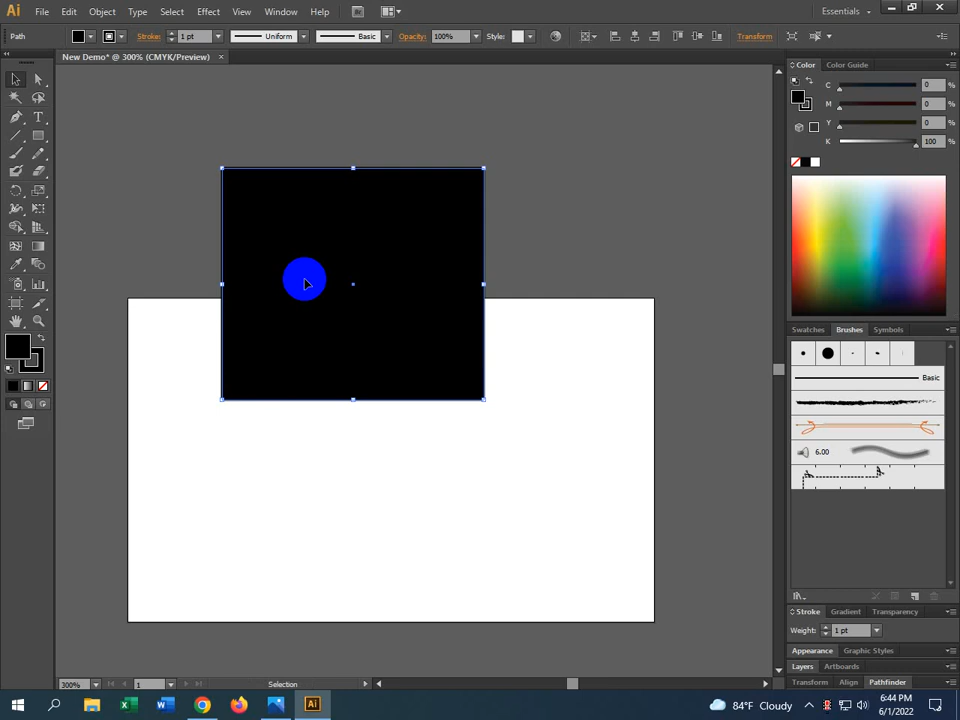 Ai File Edit Object Type Select Effect View Window Help Br Essentials
Path Stroke: 1 pt Uniform Basic Opacity: 100% Style: Transform
New Demo* @ 300% (CMYK/Preview) ×
Color Color Guide
C 0 %
M 0 %
Y 0 %
K 100 %
T
Swatches Brushes Symbols
Basic
6.00
Stroke Gradient Transparency
Weight: 1 pt
Appearance Graphic Styles
Layers Artboards
Transform Align Pathfinder
300% 1 Selection
84°F Cloudy
6:44 PM
6/1/2022